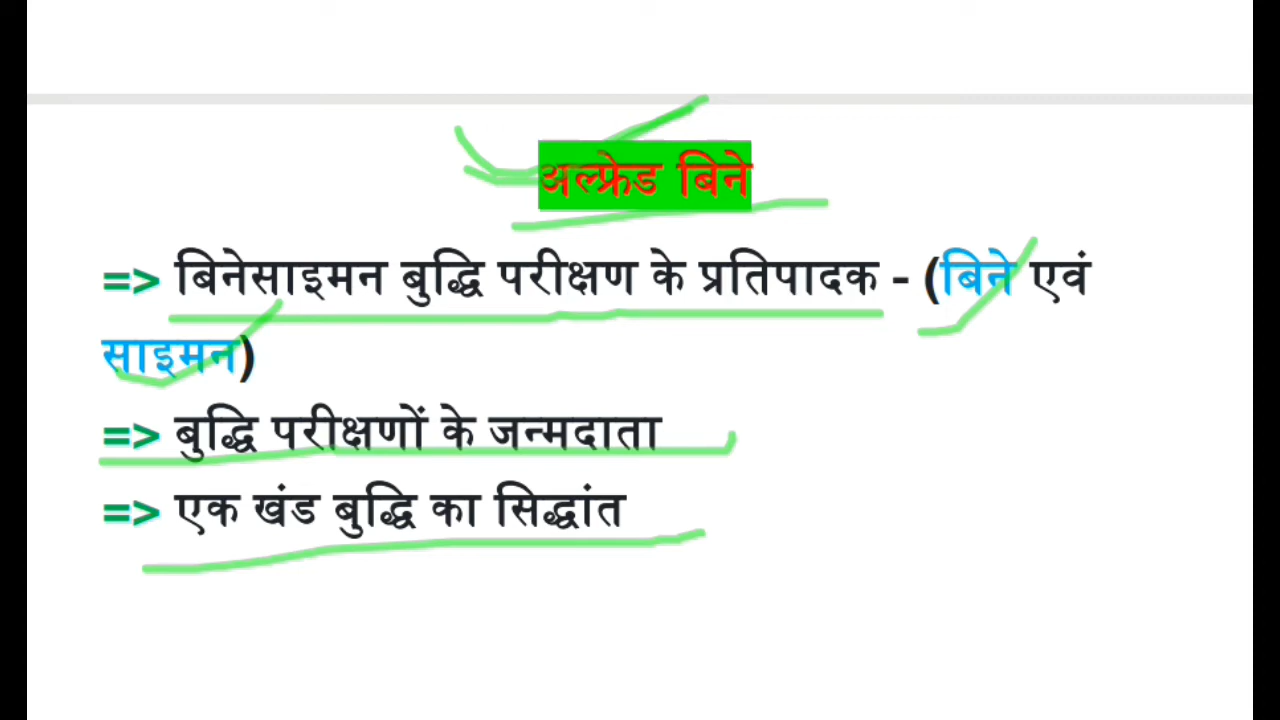 अल्फ्रेड बिने
=> बिनेसाइमन बुद्धि परीक्षण के प्रतिपादक - (बिने एवं
साइमन)
=> बुद्धि परीक्षणों के जन्मदाता
=> एक खंड बुद्धि का सिद्धांत